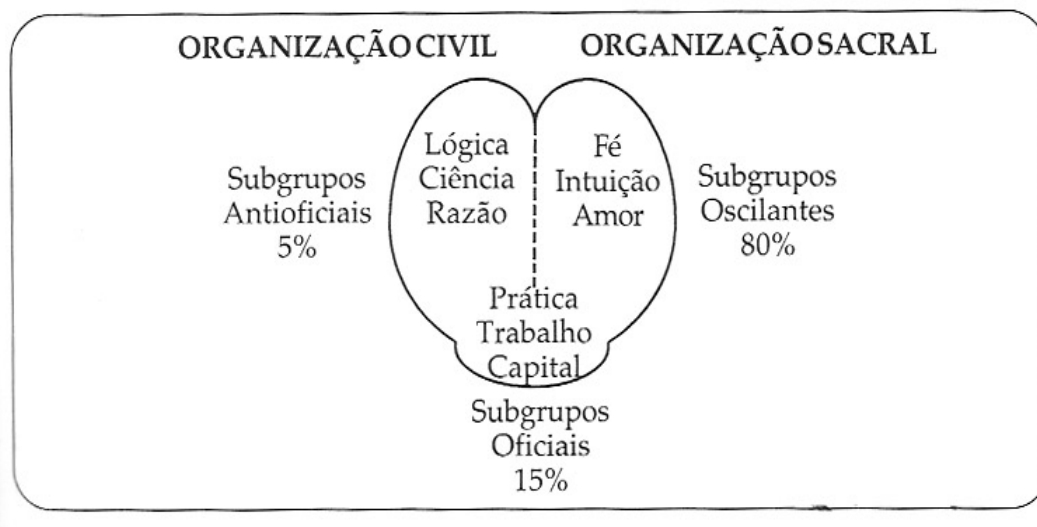 ORGANIZAÇÃO CIVIL
ORGANIZAÇÃO SACRAL
Lógica
Ciência
Razão
Fé
Intuição
Amor
Subgrupos
Antioficiais
5%
Subgrupos
Oscilantes
80%
Prática
Trabalho
Capital
Subgrupos
Oficiais
15%